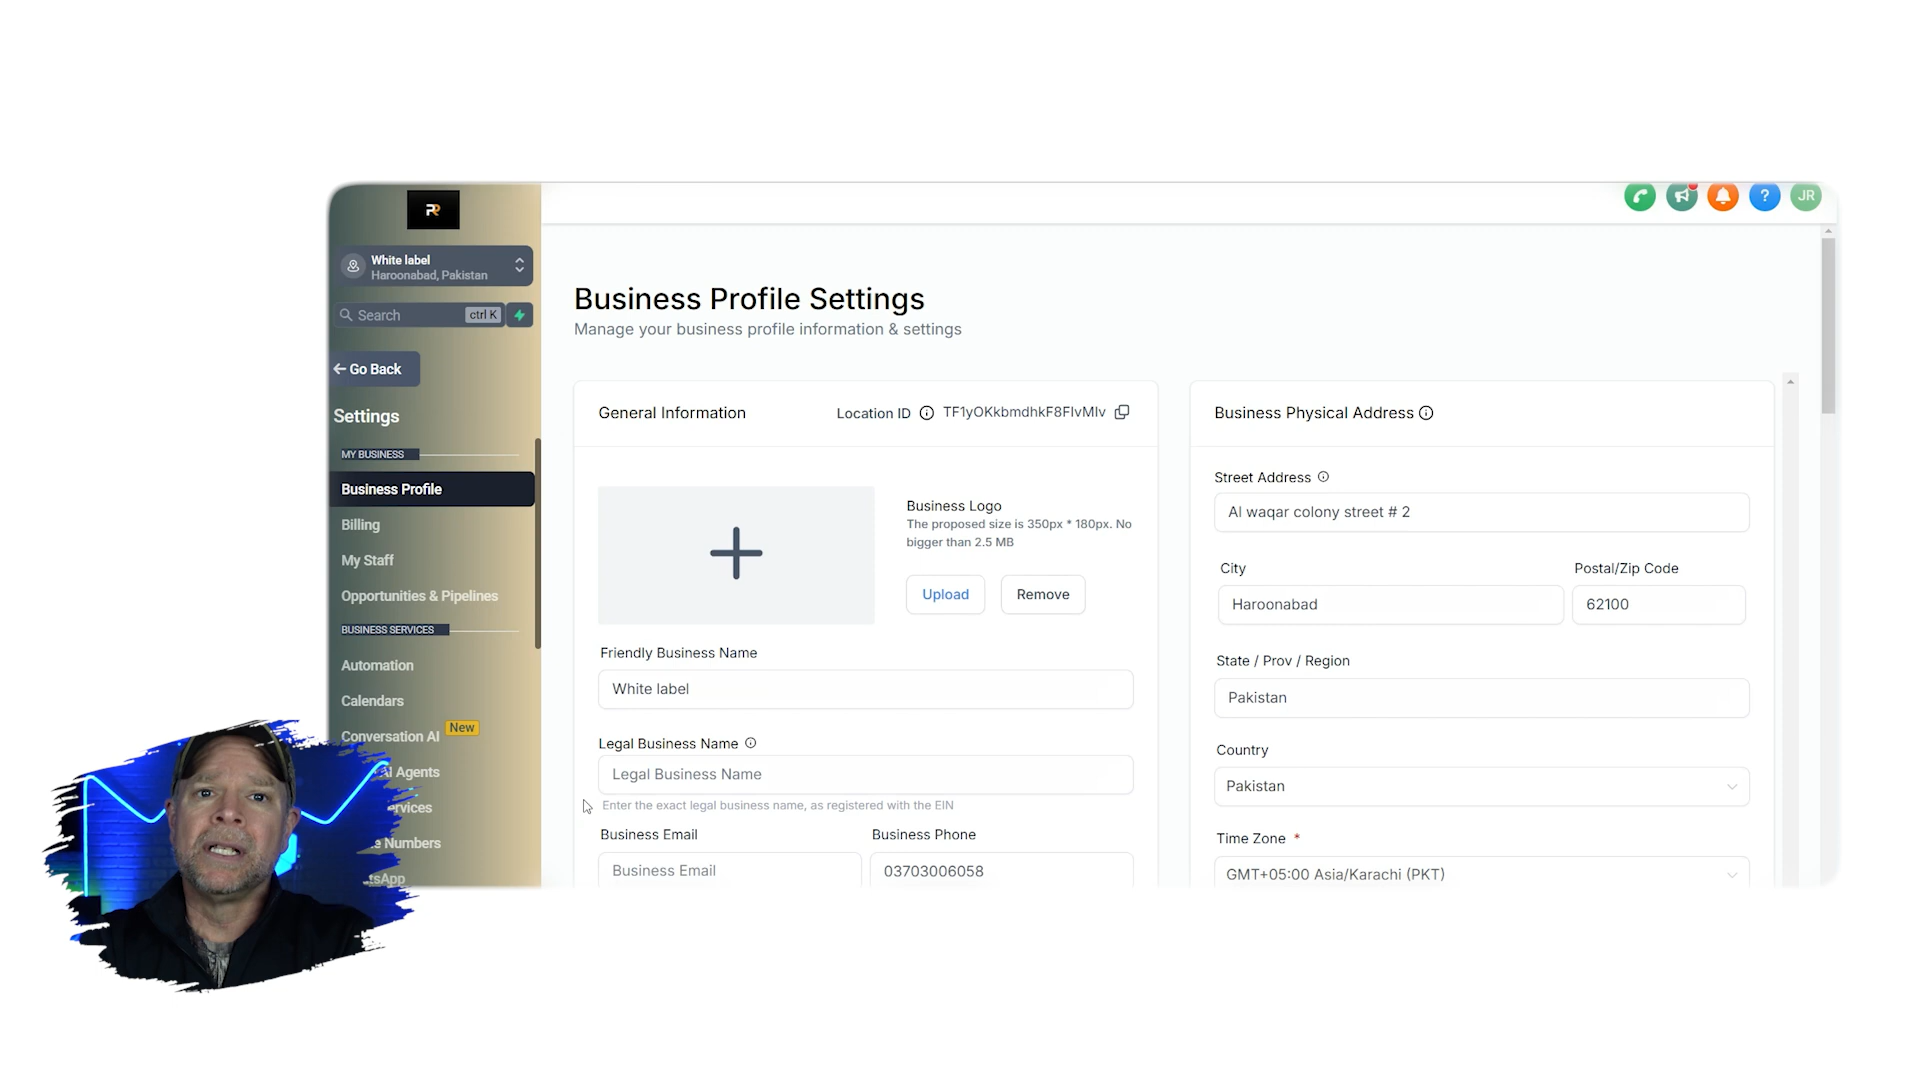 R
White label
Haroonabad, Pakistan
Search
ctrl K
Go Back
Settings
MY BUSINESS
Business Profile
Billing
My Staff
Opportunities & Pipelines
BUSINESS SERVICES
Automation
Calendars
Conversation AI
New
AI Agents
ervices
Numbers
tsApp
?
JR
Business Profile Settings
Manage your business profile information & settings
General Information
Location ID
TF1yOKkbmdhkF8FIvMIv
Business Logo
The proposed size is 350px * 180px. No
bigger than 2.5 MB
Upload
Remove
Friendly Business Name
White label
Legal Business Name
Legal Business Name
Enter the exact legal business name, as registered with the EIN
Business Email
Business Phone
Business Email
03703006058
Business Physical Address
Street Address
Al waqar colony street # 2
City
Postal/Zip Code
Haroonabad
62100
State / Prov / Region
Pakistan
Country
Pakistan
Time Zone *
GMT+05:00 Asia/Karachi (PKT)